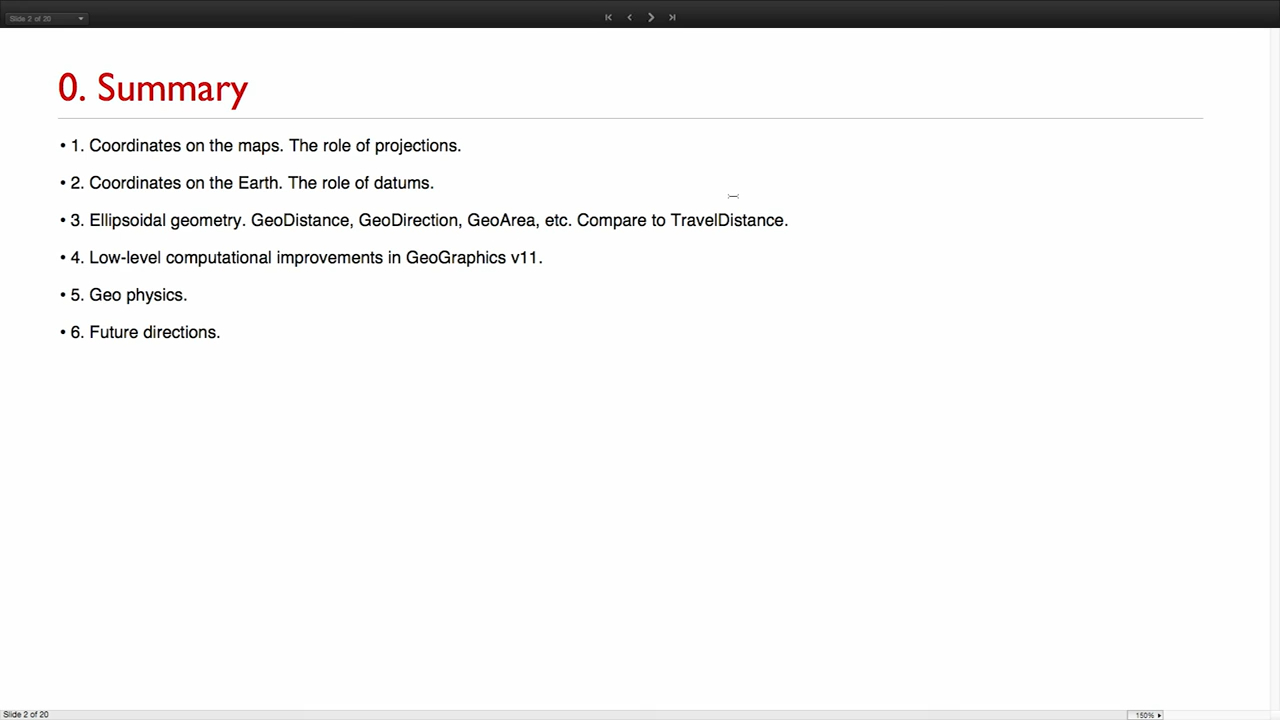 Slide 2 of 20
0. Summary
• 1. Coordinates on the maps. The role of projections.
• 2. Coordinates on the Earth. The role of datums.
• 3. Ellipsoidal geometry. GeoDistance, GeoDirection, GeoArea, etc. Compare to TravelDistance.
• 4. Low-level computational improvements in GeoGraphics v11.
• 5. Geo physics.
• 6. Future directions.
Slide 2 of 20
150%